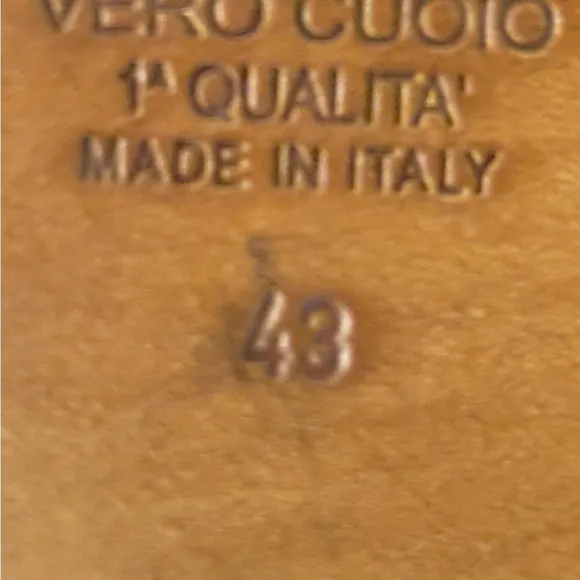 VERO CUOIO
1ª QUALITA'
MADE IN ITALY
43